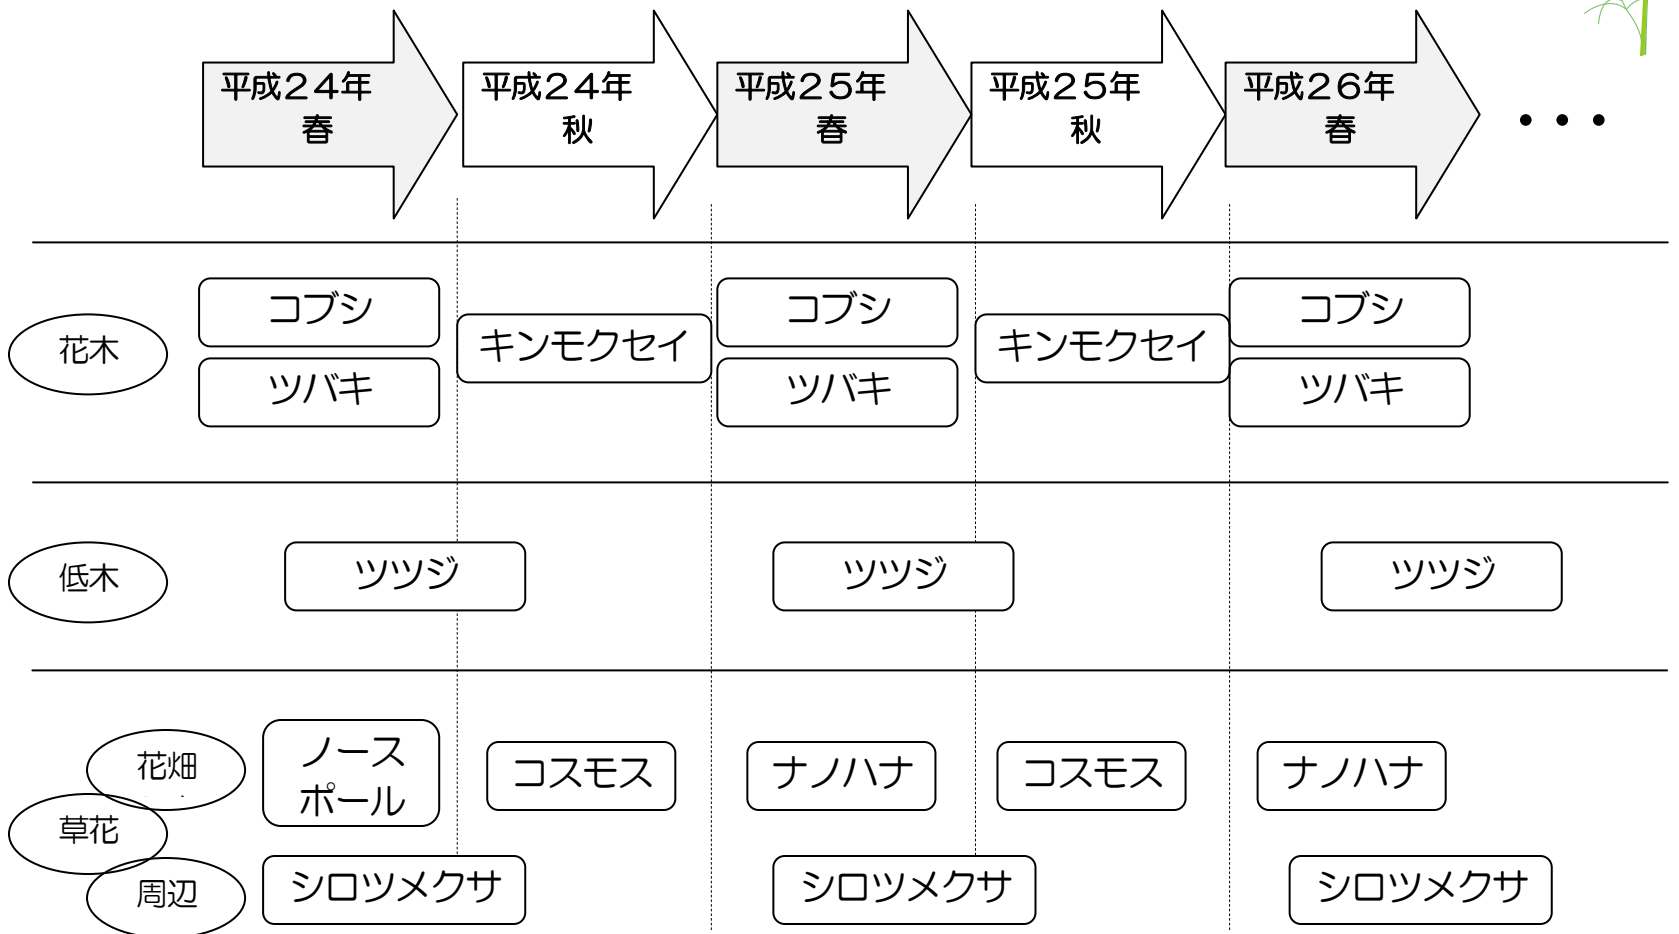 平成24年
春
平成24年
秋
平成25年
春
平成25年
秋
平成26年
春
・・・
花木
コブシ
ツバキ
キンモクセイ
コブシ
ツバキ
キンモクセイ
コブシ
ツバキ
低木
ツツジ
ツツジ
ツツジ
草花
花畑
ノース
ポール
コスモス
ナノハナ
コスモス
ナノハナ
周辺
シロツメクサ
シロツメクサ
シロツメクサ